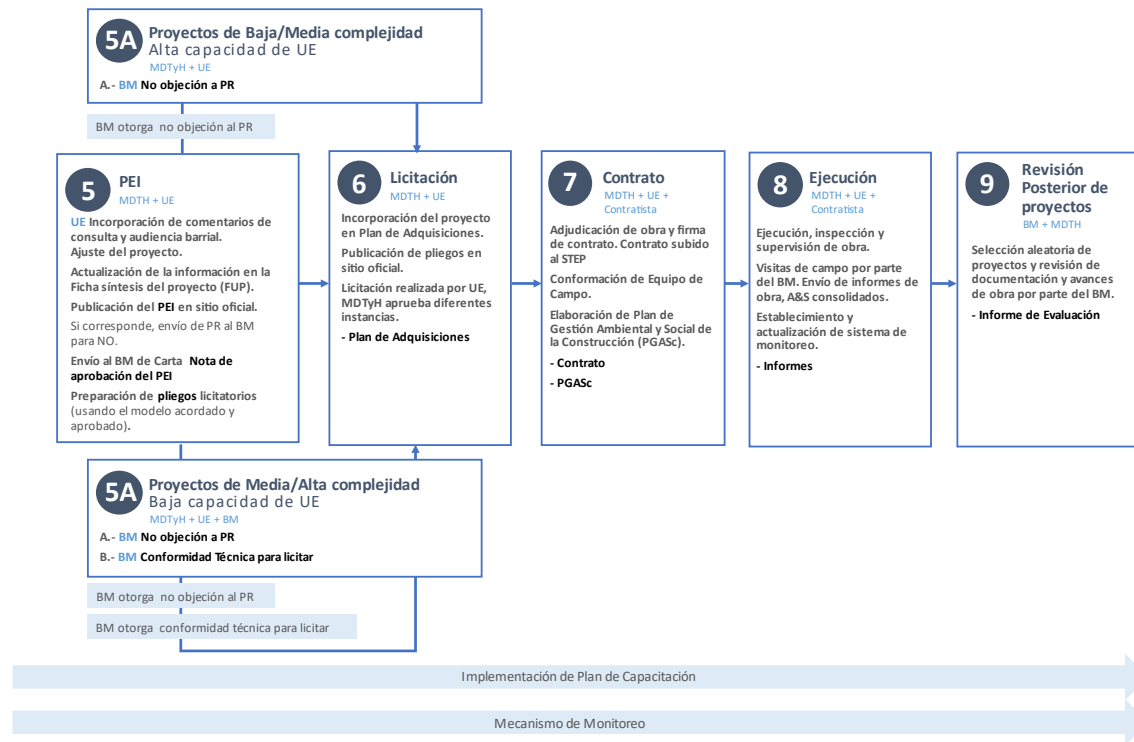 5A
Proyectos de Baja/Media complejidad
Alta capacidad de UE
MDTyH + UE
A.- BM No objeción a PR
BM otorga no objeción al PR
5
PEI
MDTH + UE
UE Incorporación de comentarios de
consulta y audiencia barrial.
Ajuste del proyecto.
Actualización de la información en la
Ficha síntesis del proyecto (FUP).
Publicación del PEI en sitio oficial.
Si corresponde, envío de PR al BM
para NO.
Envío al BM de Carta Nota de
aprobación del PEI
Preparación de pliegos licitatorios
(usando el modelo acordado y
aprobado).
6
Licitación
MDTH + UE
Incorporación del proyecto
en Plan de Adquisiciones.
Publicación de pliegos en
sitio oficial.
Licitación realizada por UE,
MDTyH aprueba diferentes
instancias.
- Plan de Adquisiciones
7
Contrato
MDTH + UE +
Contratista
Adjudicación de obra y firma
de contrato. Contrato subido
al STEP
Conformación de Equipo de
Campo.
Elaboración de Plan de
Gestión Ambiental y Social de
la Construcción (PGASc).
- Contrato
- PGASc
8
Ejecución
MDTH + UE +
Contratista
Ejecución, inspección y
supervisión de obra.
Visitas de campo por parte
del BM. Envío de informes de
obra, A&S consolidados.
Establecimiento y
actualización de sistema de
monitoreo.
- Informes
9
Revisión
Posterior de
proyectos
BM + MDTH
Selección aleatoria de
proyectos y revisión de
documentación y avances
de obra por parte del BM.
- Informe de Evaluación
5A
Proyectos de Media/Alta complejidad
Baja capacidad de UE
MDTyH + UE + BM
A.- BM No objeción a PR
B.- BM Conformidad Técnica para licitar
BM otorga no objeción al PR
BM otorga conformidad técnica para licitar
Implementación de Plan de Capacitación
Mecanismo de Monitoreo